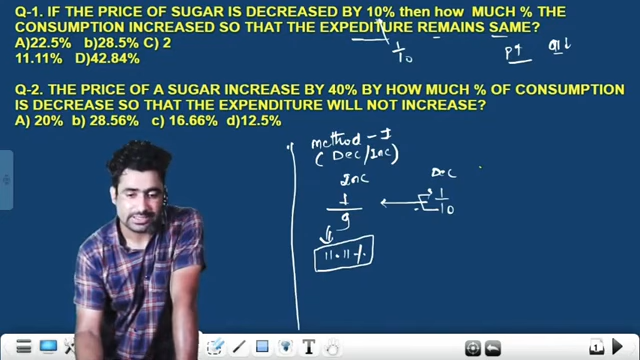 Q-1. IF THE PRICE OF SUGAR IS DECREASED BY 10% then how MUCH % THE
CONSUMPTION INCREASED SO THAT THE EXPEDITURE REMAINS SAME?
A)22.5% b)28.5% C) 2
11.11% D)42.84%
1/10
P↑
Q-2. THE PRICE OF A SUGAR INCREASE BY 40% BY HOW MUCH % OF CONSUMPTION
IS DECREASE SO THAT THE EXPENDITURE WILL NOT INCREASE?
A) 20% b) 28.56% c) 16.66% d)12.5%
method - I
(Dec/Inc)
Inc Dec
1/9 ← 1/10
11.11%
T
1